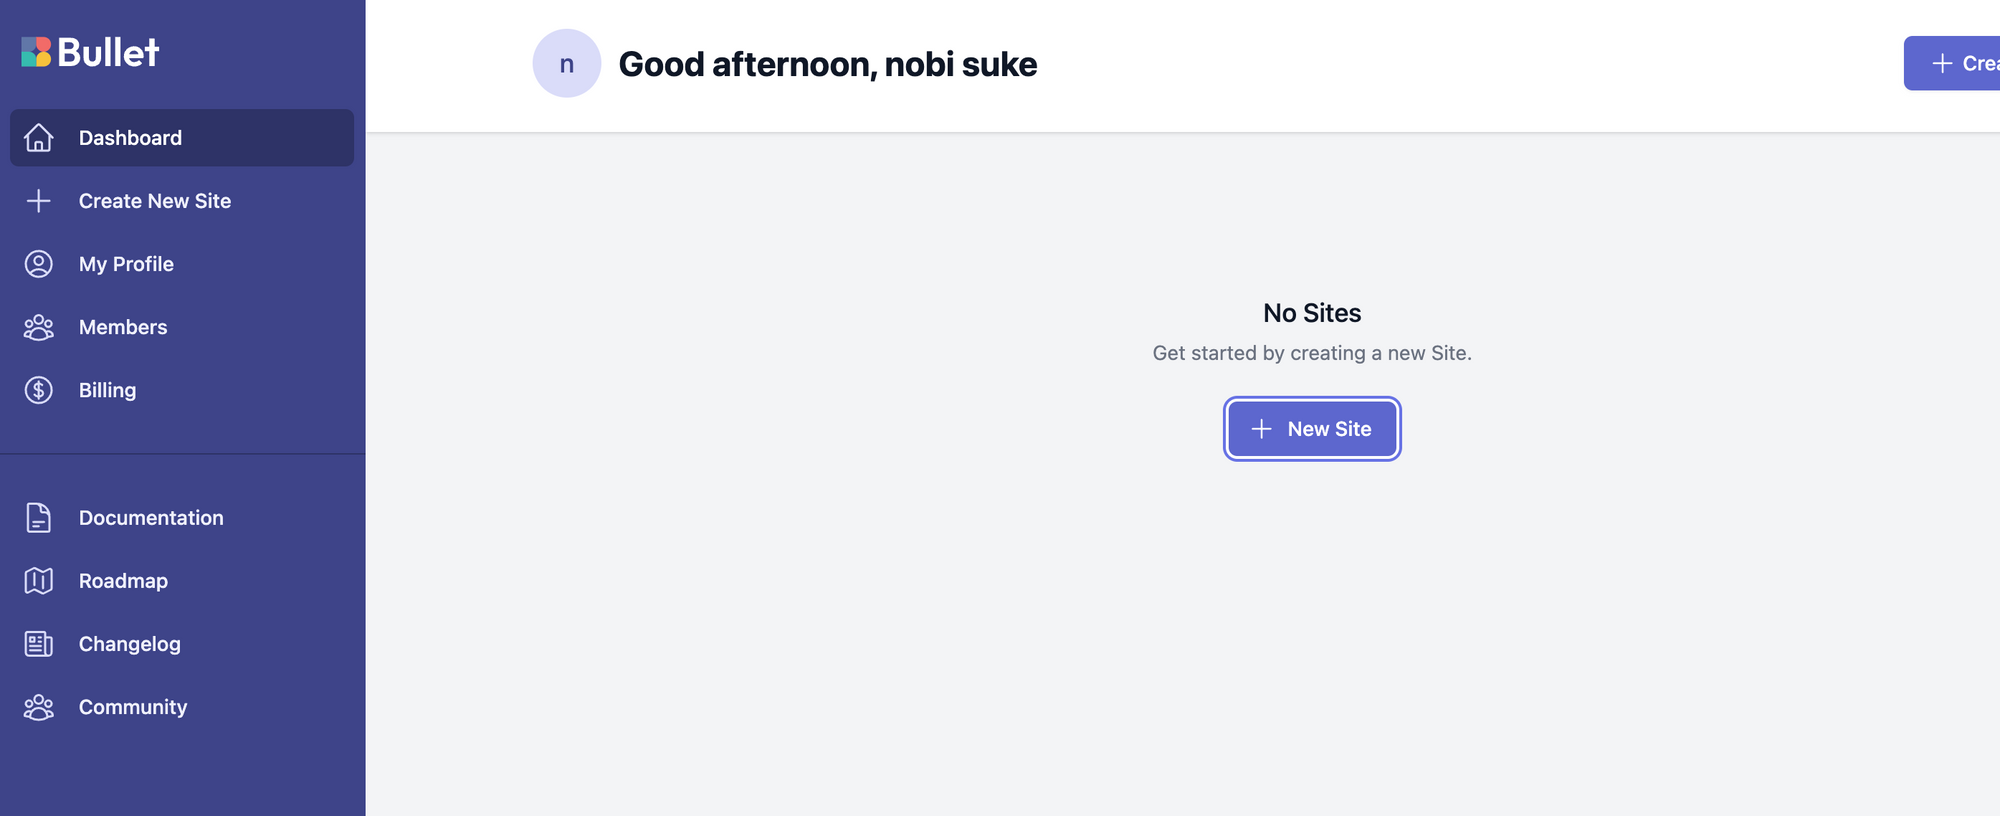 Bullet
Dashboard
Create New Site
My Profile
Members
Billing
Documentation
Roadmap
Changelog
Community
n
Good afternoon, nobi suke
No Sites
Get started by creating a new Site.
New Site